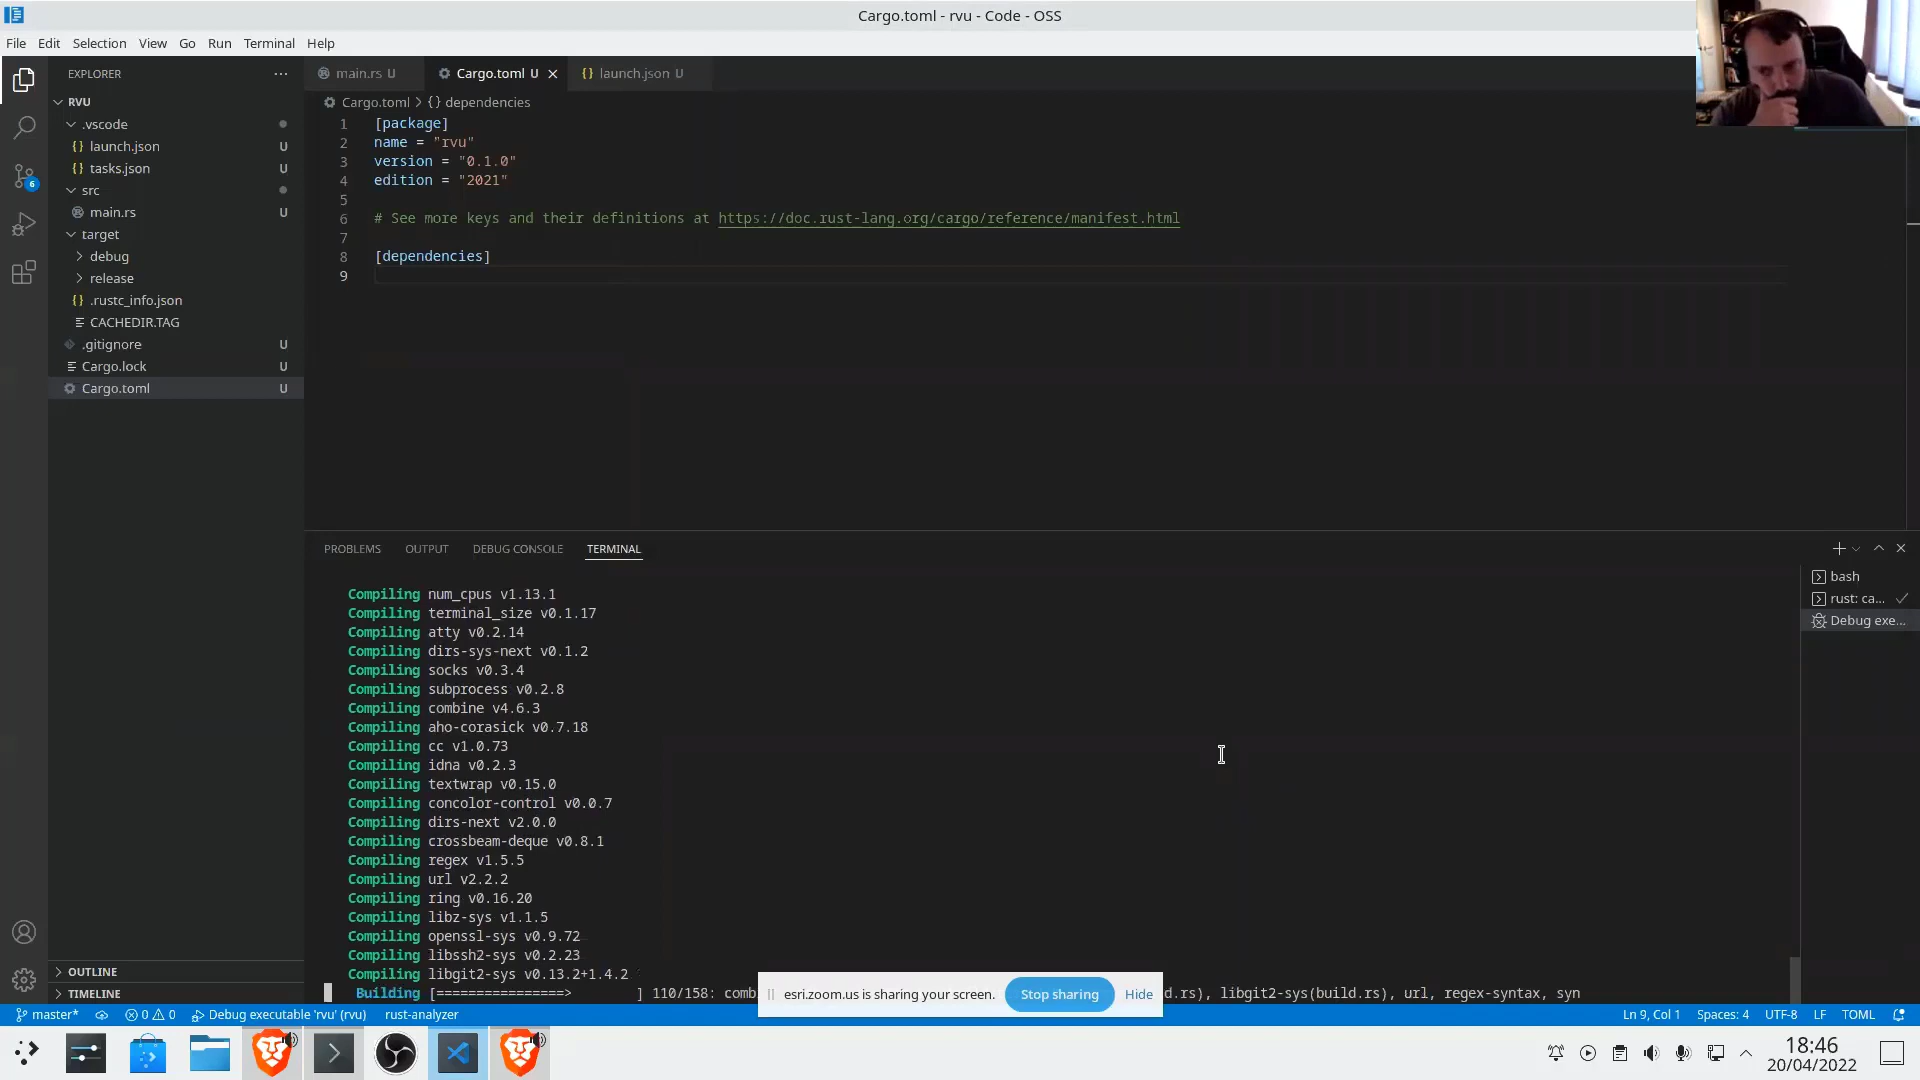 Cargo.toml - rvu - Code - OSS
File Edit Selection View Go Run Terminal Help
EXPLORER
RVU
.vscode
launch.json U
tasks.json U
src
main.rs U
target
debug
release
.rustc_info.json
CACHEDIR.TAG
.gitignore U
Cargo.lock U
Cargo.toml U
OUTLINE
TIMELINE
6
main.rs U Cargo.toml U launch.json U
Cargo.toml > {} dependencies
1 [package]
2 name = "rvu"
3 version = "0.1.0"
4 edition = "2021"
5
6 # See more keys and their definitions at https://doc.rust-lang.org/cargo/reference/manifest.html
7
8 [dependencies]
9
PROBLEMS OUTPUT DEBUG CONSOLE TERMINAL
Compiling num_cpus v1.13.1
Compiling terminal_size v0.1.17
Compiling atty v0.2.14
Compiling dirs-sys-next v0.1.2
Compiling socks v0.3.4
Compiling subprocess v0.2.8
Compiling combine v4.6.3
Compiling aho-corasick v0.7.18
Compiling cc v1.0.73
Compiling idna v0.2.3
Compiling textwrap v0.15.0
Compiling concolor-control v0.0.7
Compiling dirs-next v2.0.0
Compiling crossbeam-deque v0.8.1
Compiling regex v1.5.5
Compiling url v2.2.2
Compiling ring v0.16.20
Compiling libz-sys v1.1.5
Compiling openssl-sys v0.9.72
Compiling libssh2-sys v0.2.23
Compiling libgit2-sys v0.13.2+1.4.2
Building [================> ] 110/158: comb d.rs), libgit2-sys(build.rs), url, regex-syntax, syn
bash
rust: ca...
Debug exe...
esri.zoom.us is sharing your screen. Stop sharing Hide
master* 0 0 Debug executable 'rvu' (rvu) rust-analyzer Ln 9, Col 1 Spaces: 4 UTF-8 LF TOML
18:46
20/04/2022